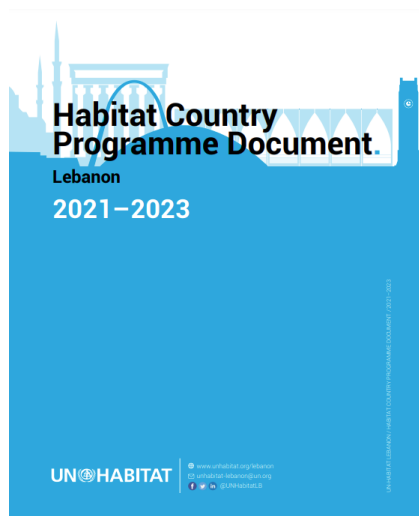 Habitat Country
Programme Document.
Lebanon
2021–2023
UN HABITAT
www.unhabitat.org/lebanon
unhabitat-lebanon@un.org
@UNHabitatLB
UN-HABITAT LEBANON / HABITAT COUNTRY PROGRAMME DOCUMENT / 2021–2023